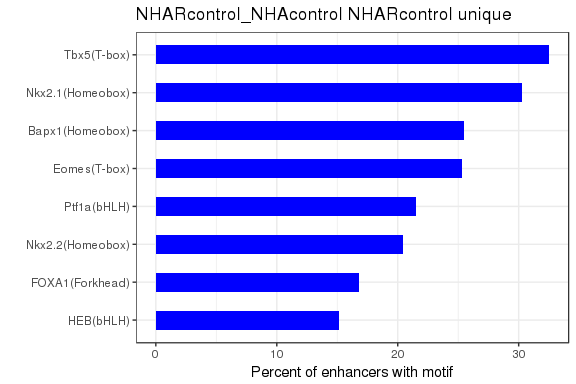 NHARcontrol_NHAcontrol NHARcontrol unique
Tbx5(T-box)
Nkx2.1(Homeobox)
Bapx1(Homeobox)
Eomes(T-box)
Ptf1a(bHLH)
Nkx2.2(Homeobox)
FOXA1(Forkhead)
HEB(bHLH)
0 10 20 30
Percent of enhancers with motif